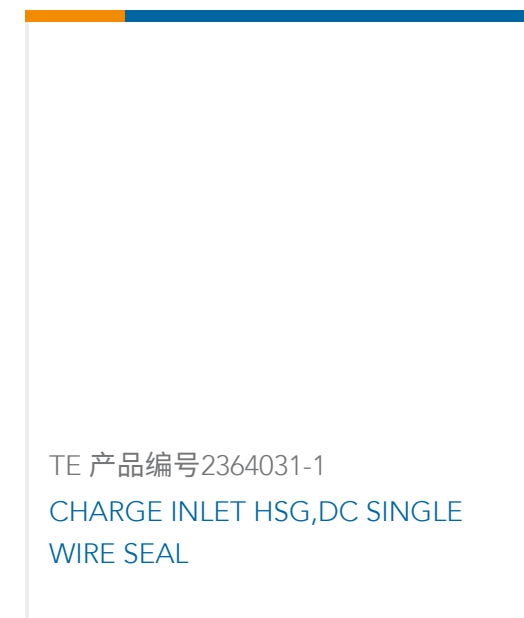 TE 产品编号2364031-1
CHARGE INLET HSG,DC SINGLE
WIRE SEAL